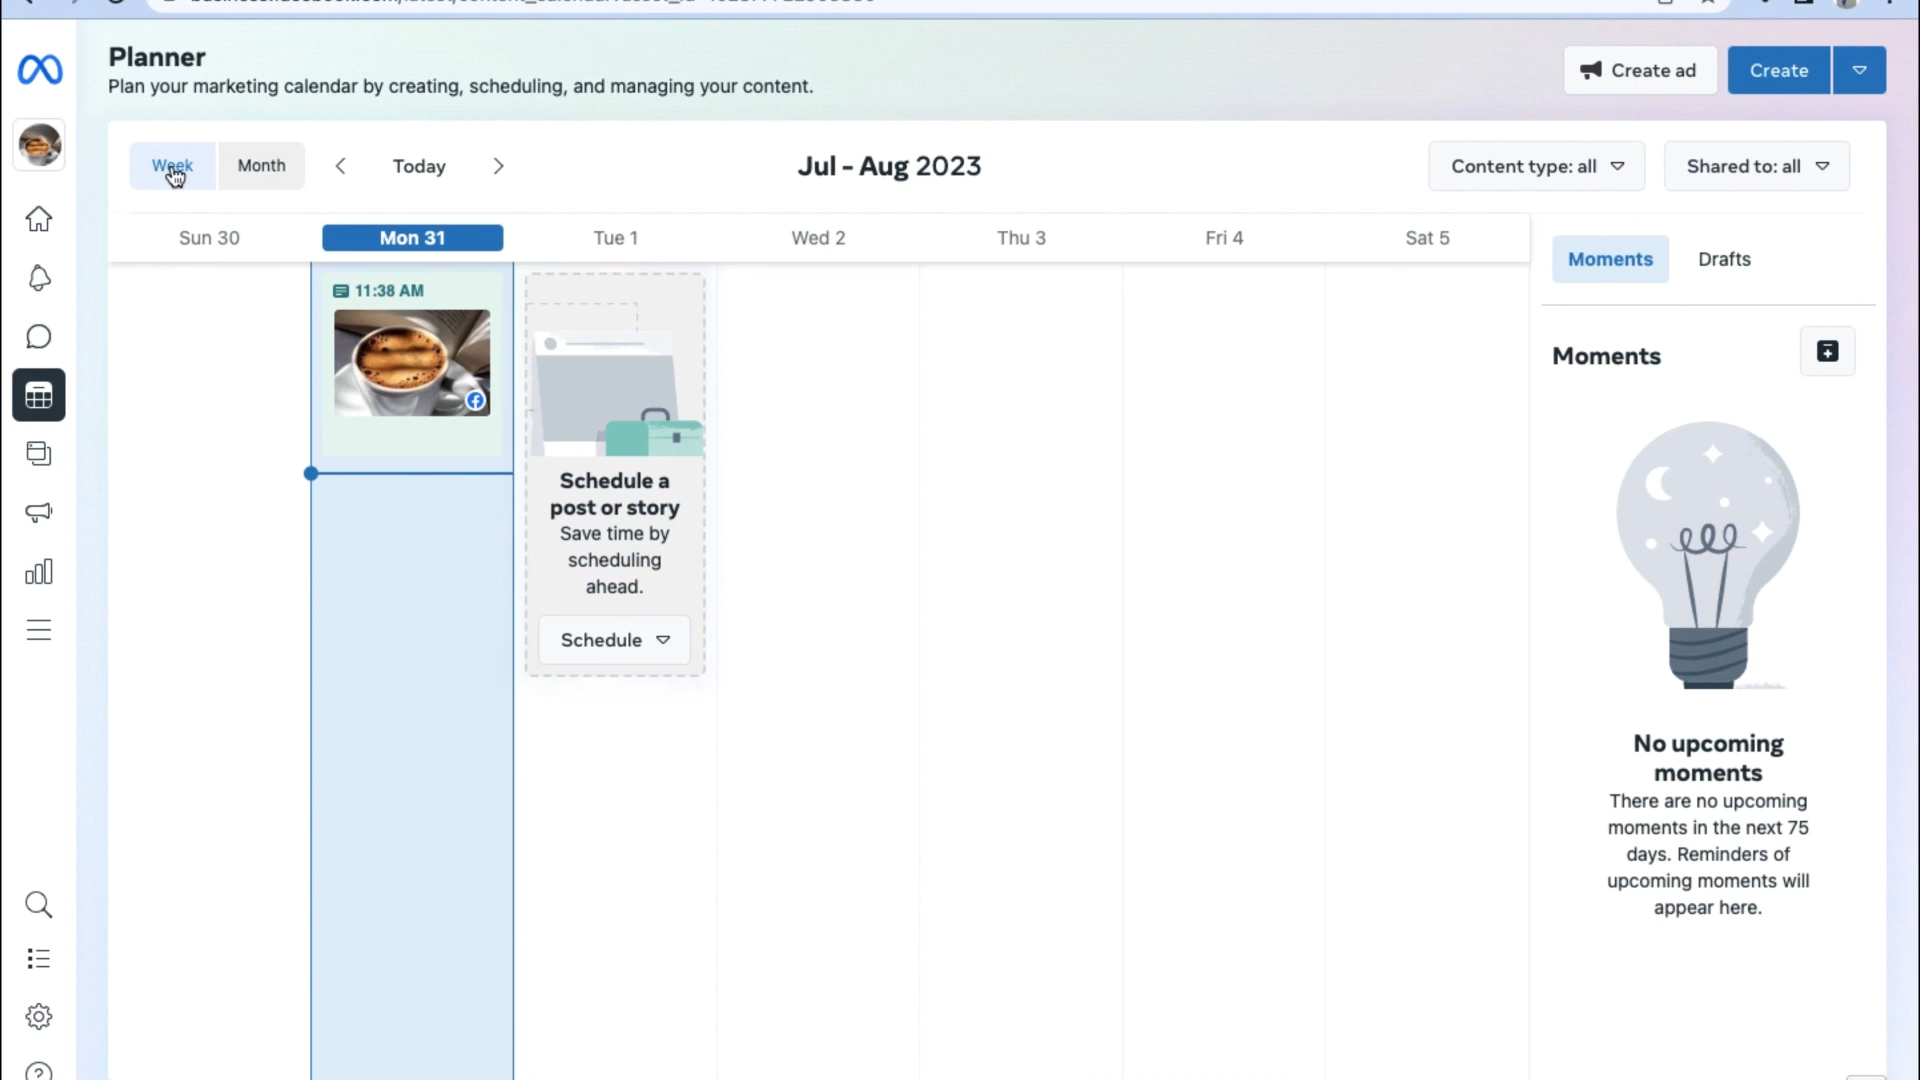 Planner
Plan your marketing calendar by creating, scheduling, and managing your content.
Create ad
Create
Week
Month
Today
Jul - Aug 2023
Content type: all
Shared to: all
Sun 30
Mon 31
Tue 1
Wed 2
Thu 3
Fri 4
Sat 5
11:38 AM
Schedule a
post or story
Save time by
scheduling
ahead.
Schedule
Moments
Drafts
Moments
No upcoming
moments
There are no upcoming
moments in the next 75
days. Reminders of
upcoming moments will
appear here.